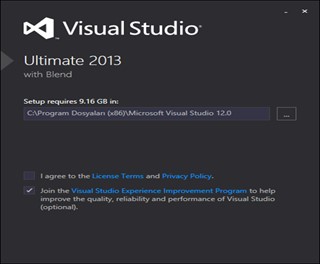 Visual Studio
Ultimate 2013
with Blend
Setup requires 9.16 GB in:
C:\Program Dosyaları (x86)\Microsoft Visual Studio 12.0
...
I agree to the License Terms and Privacy Policy.
Join the Visual Studio Experience Improvement Program to help
improve the quality, reliability and performance of Visual Studio
(optional).